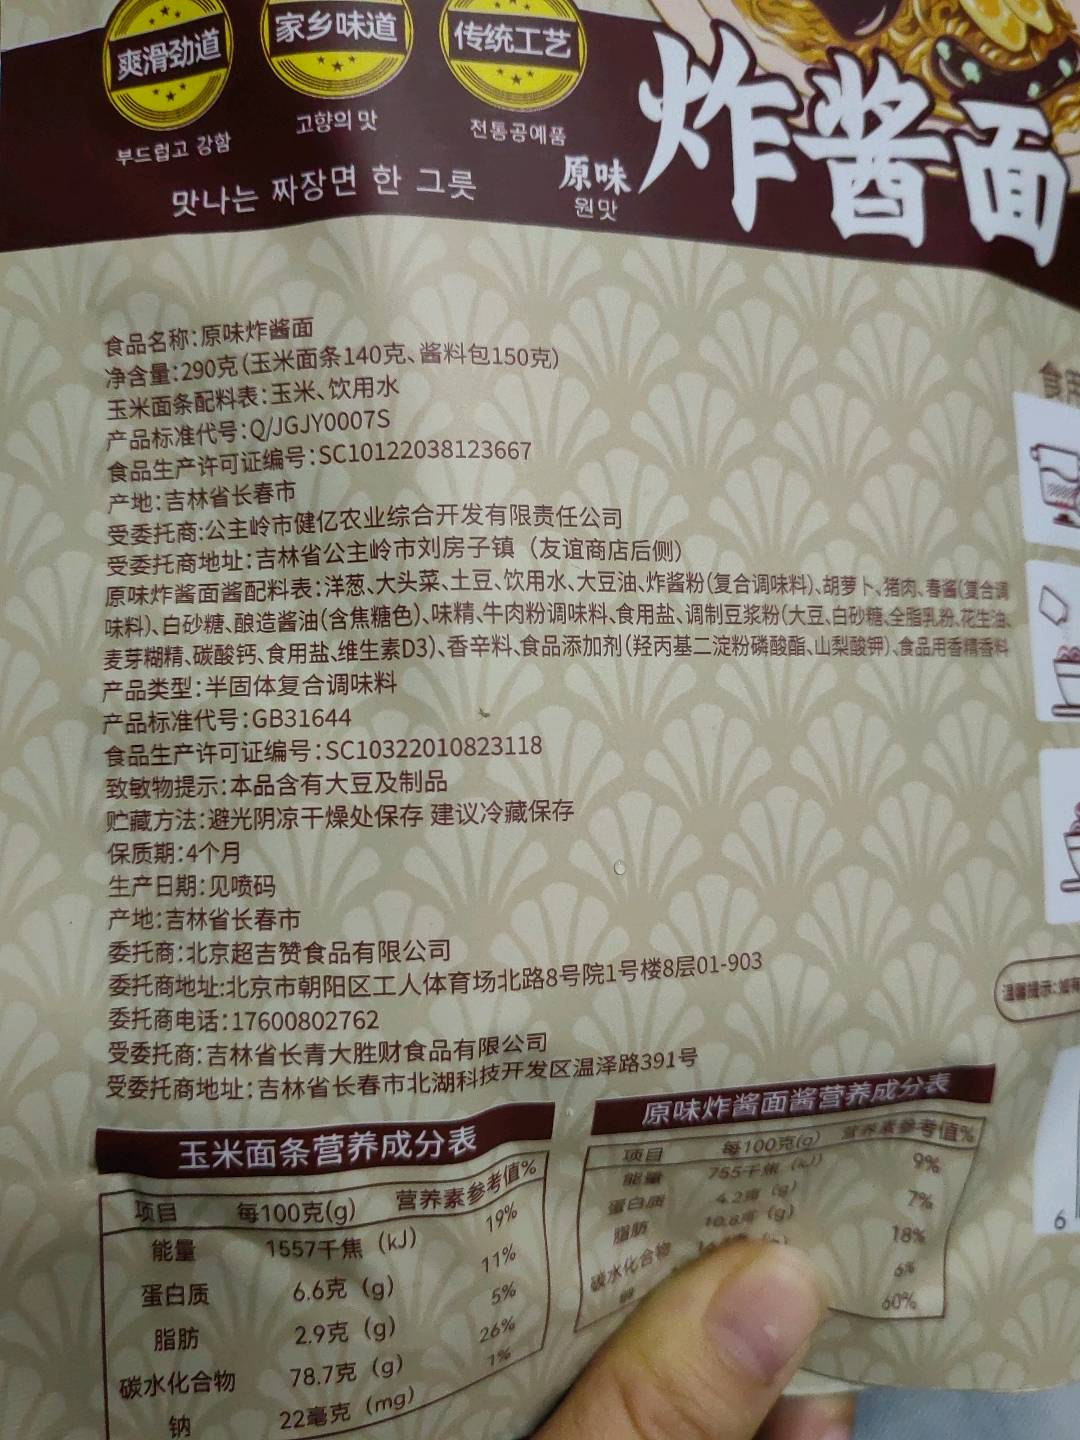 爽滑劲道
家乡味道
传统工艺
부드럽고 강함
고향의 맛
전통공예품
맛나는 짜장면 한 그릇
原味
원맛
炸酱面
食品名称:原味炸酱面
净含量:290克(玉米面条140克、酱料包150克)
玉米面条配料表:玉米、饮用水
产品标准代号:Q/JGJY0007S
食品生产许可证编号:SC10122038123667
产地:吉林省长春市
受委托商:公主岭市健亿农业综合开发有限责任公司
受委托商地址:吉林省公主岭市刘房子镇（友谊商店后侧）
原味炸酱面酱配料表:洋葱、大头菜、土豆、饮用水、大豆油、炸酱粉(复合调味料)、胡萝卜、猪肉、春酱(复合调
味料)、白砂糖、酿造酱油(含焦糖色)、味精、牛肉粉调味料、食用盐、调制豆浆粉(大豆、白砂糖、全脂乳粉、花生油、
麦芽糊精、碳酸钙、食用盐、维生素D3)、香辛料、食品添加剂(羟丙基二淀粉磷酸酯、山梨酸钾)、食品用香精香料
产品类型:半固体复合调味料
产品标准代号:GB31644
食品生产许可证编号:SC10322010823118
致敏物提示:本品含有大豆及制品
贮藏方法:避光阴凉干燥处保存 建议冷藏保存
保质期:4个月
生产日期:见喷码
产地:吉林省长春市
委托商:北京超吉赞食品有限公司
委托商地址:北京市朝阳区工人体育场北路8号院1号楼8层01-903
委托商电话:17600802762
受委托商:吉林省长青大胜财食品有限公司
受委托商地址:吉林省长春市北湖科技开发区温泽路391号
食用
温馨提示:如有
6
玉米面条营养成分表
项目 每100克(g) 营养素参考值%
能量 1557千焦（kJ） 19%
蛋白质 6.6克（g） 11%
脂肪 2.9克（g） 5%
碳水化合物 78.7克（g） 26%
钠 22毫克（mg） 1%
原味炸酱面酱营养成分表
项目 每100克(g) 营养素参考值%
能量 755千焦（kJ） 9%
蛋白质 4.2克（g） 7%
脂肪 10.8克（g） 18%
碳水化合物 6%
60%